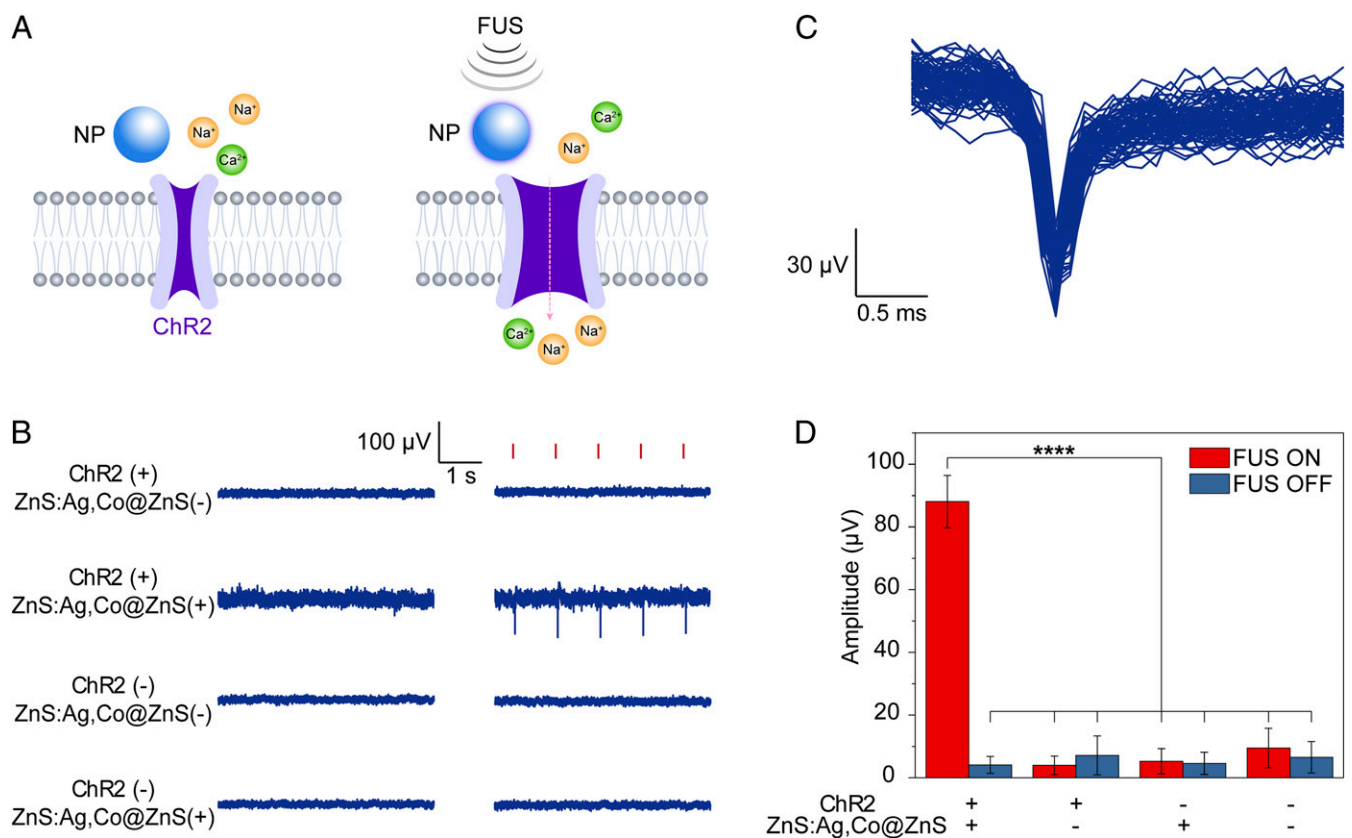 A
FUS
NP
Na⁺
Na⁺
Ca²⁺
ChR2
NP
Ca²⁺
Na⁺
Ca²⁺
Na⁺
Na⁺
C
30 µV
0.5 ms
B
100 µV
1 s
ChR2 (+)
ZnS:Ag,Co@ZnS(-)
ChR2 (+)
ZnS:Ag,Co@ZnS(+)
ChR2 (-)
ZnS:Ag,Co@ZnS(-)
ChR2 (-)
ZnS:Ag,Co@ZnS(+)
D
****
FUS ON
FUS OFF
Amplitude (µV)
100
80
60
40
20
0
ChR2 + + - -
ZnS:Ag,Co@ZnS + - + -